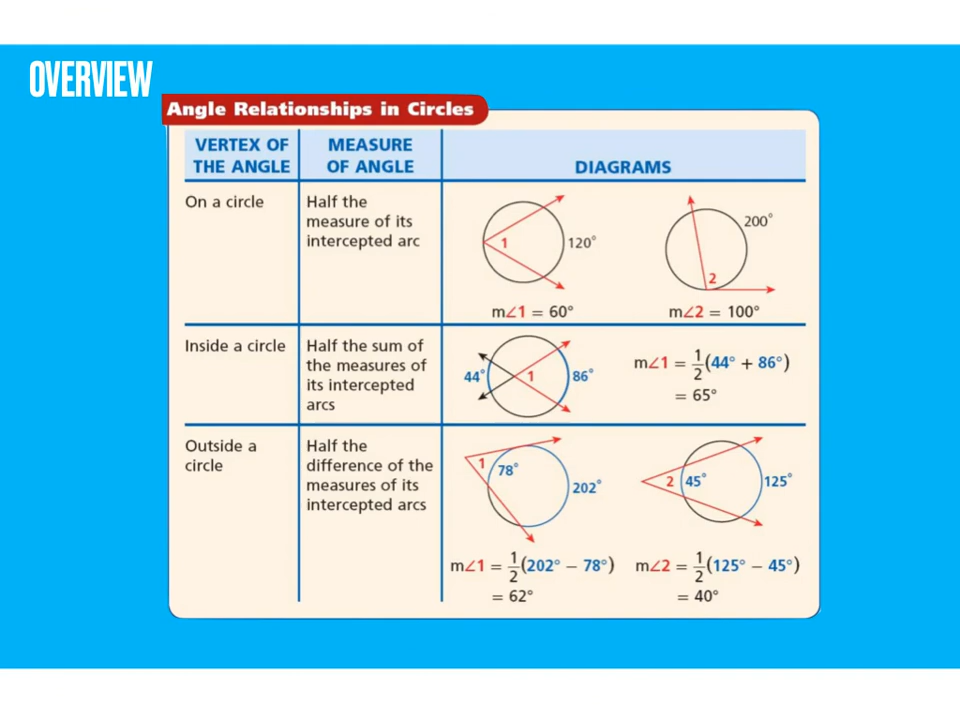 OVERVIEW
Angle Relationships in Circles
VERTEX OF
THE ANGLE
MEASURE
OF ANGLE
DIAGRAMS
On a circle
Half the
measure of its
intercepted arc
1
120°
m∠1 = 60°
200°
2
m∠2 = 100°
Inside a circle
Half the sum of
the measures of
its intercepted
arcs
44°
1
86°
m∠1 = 1/2(44° + 86°)
= 65°
Outside a
circle
Half the
difference of the
measures of its
intercepted arcs
1
78°
202°
m∠1 = 1/2(202° – 78°)
= 62°
2
45°
125°
m∠2 = 1/2(125° – 45°)
= 40°